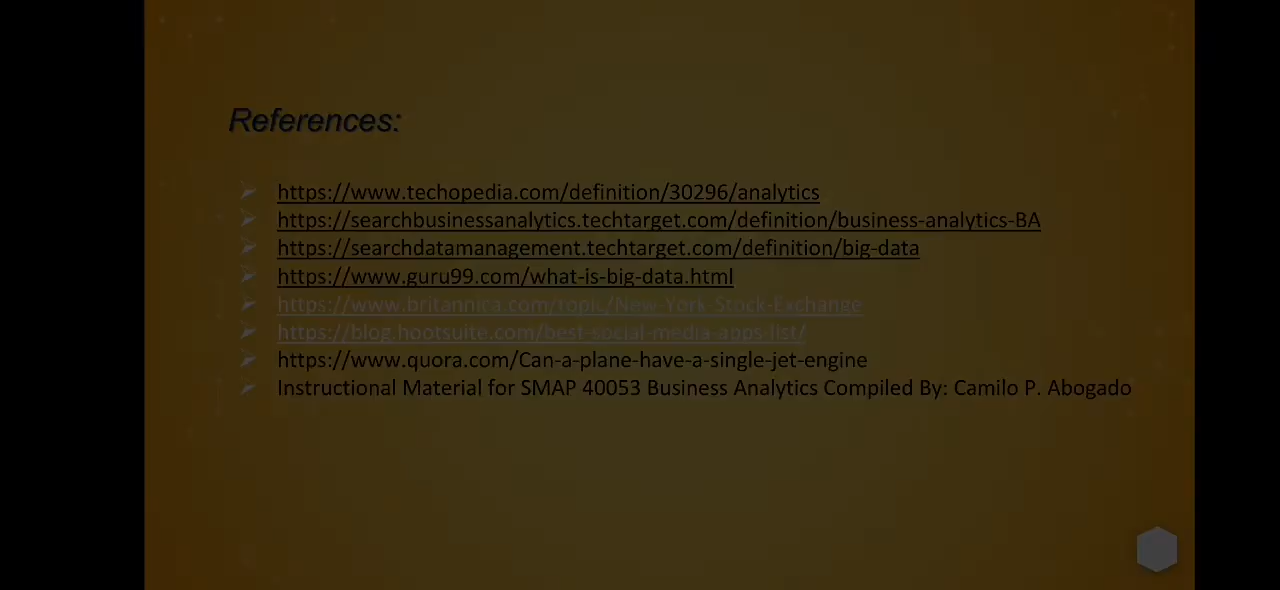 References:
https://www.techopedia.com/definition/30296/analytics
https://searchbusinessanalytics.techtarget.com/definition/business-analytics-BA
https://searchdatamanagement.techtarget.com/definition/big-data
https://www.guru99.com/what-is-big-data.html
https://www.britannica.com/topic/New-York-Stock-Exchange
https://blog.hootsuite.com/best-social-media-apps-list/
https://www.quora.com/Can-a-plane-have-a-single-jet-engine
Instructional Material for SMAP 40053 Business Analytics Compiled By: Camilo P. Abogado